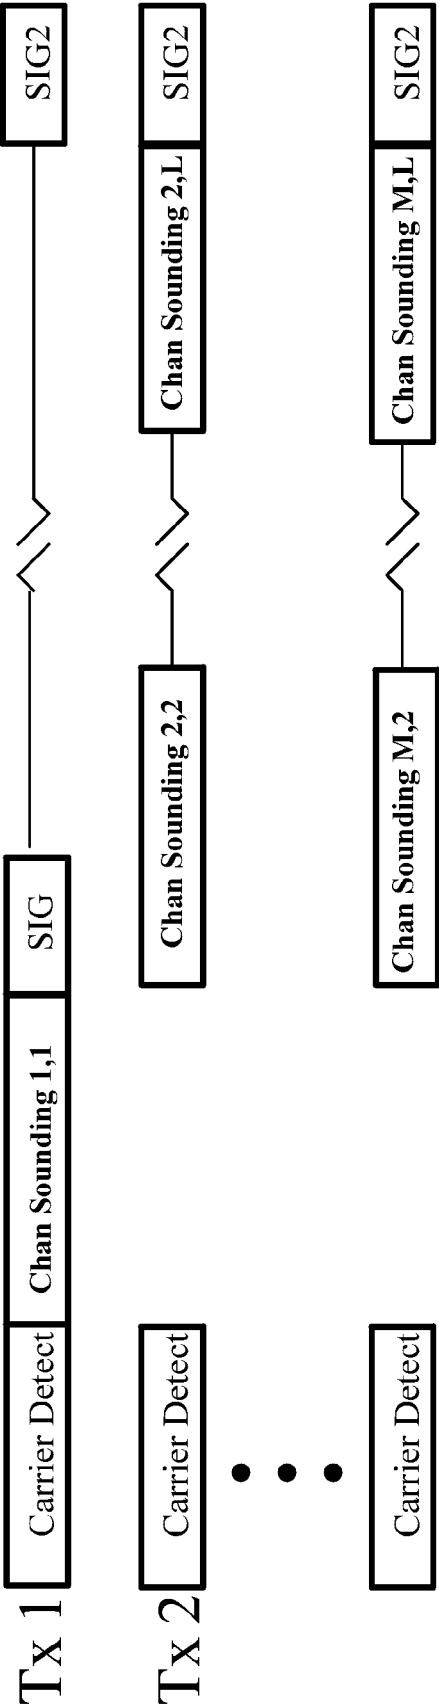 Tx 1
Carrier Detect
Chan Sounding 1,1
SIG
SIG2
Tx 2
Carrier Detect
Chan Sounding 2,2
Chan Sounding 2,L
SIG2
Carrier Detect
Chan Sounding M,2
Chan Sounding M,L
SIG2